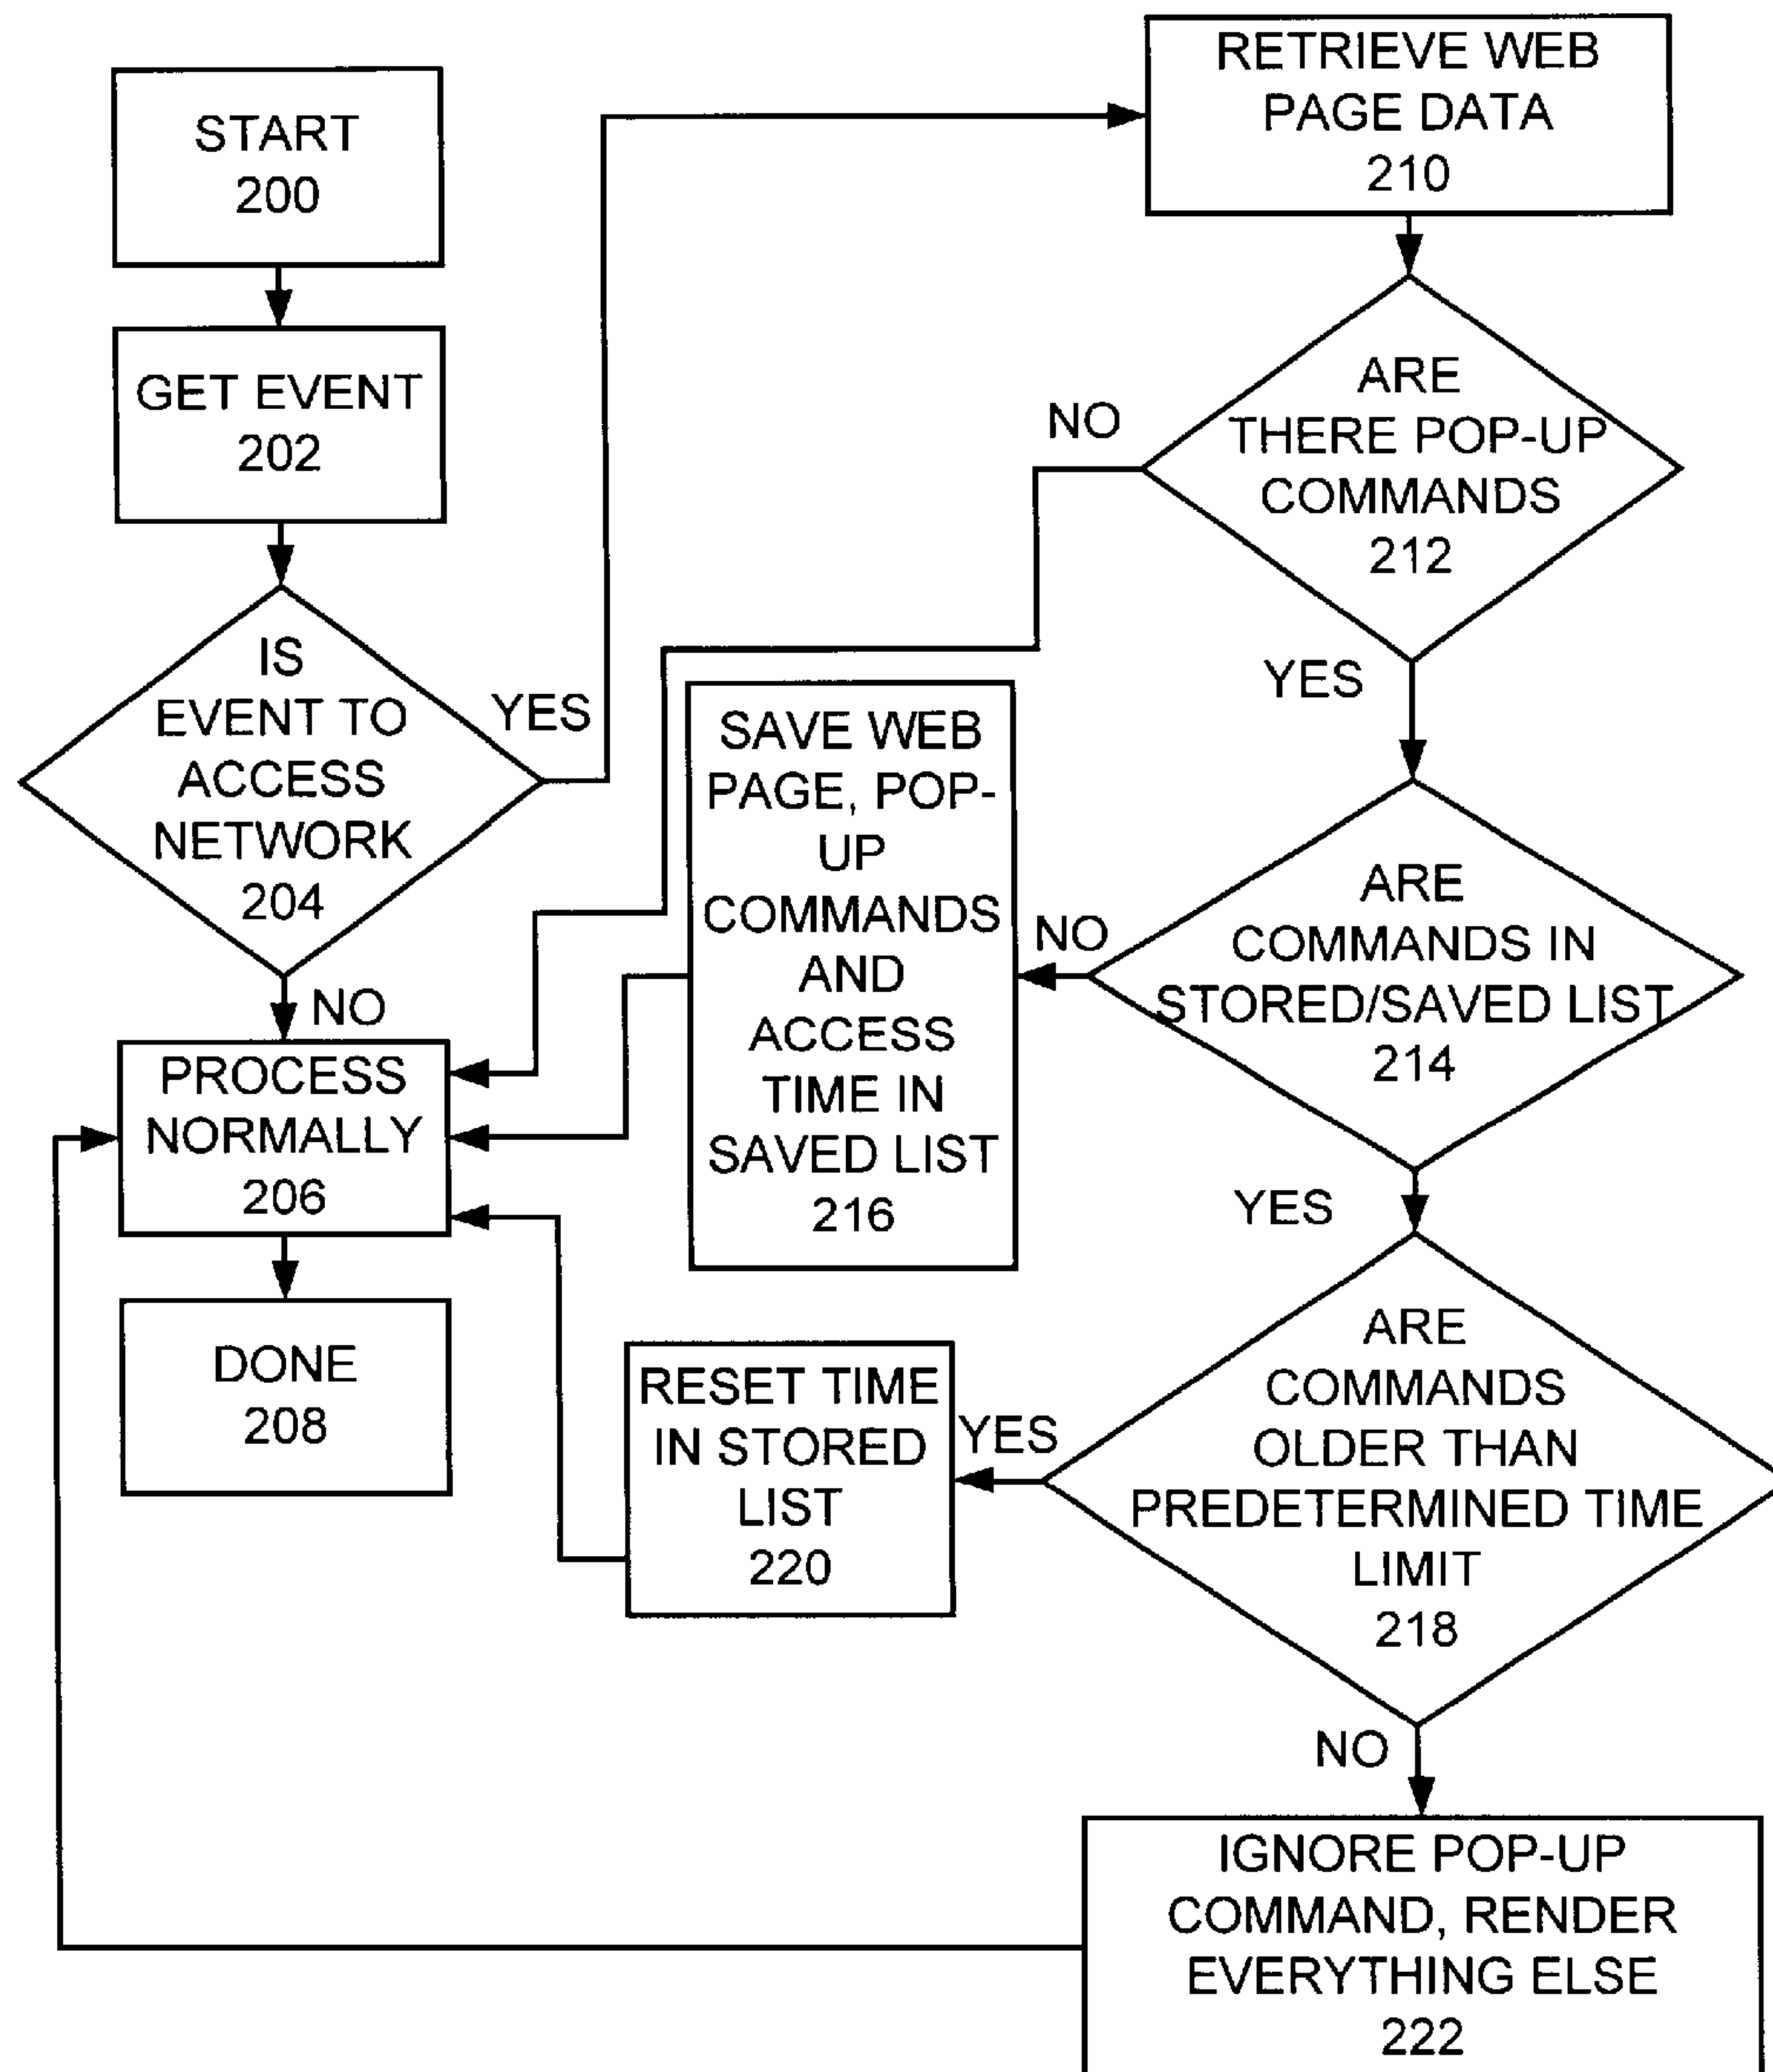 START
200
GET EVENT
202
IS
EVENT TO
ACCESS
NETWORK
204
YES
NO
PROCESS
NORMALLY
206
DONE
208
RETRIEVE WEB
PAGE DATA
210
ARE
THERE POP-UP
COMMANDS
212
NO
YES
ARE
COMMANDS IN
STORED/SAVED LIST
214
NO
SAVE WEB
PAGE, POP-
UP
COMMANDS
AND
ACCESS
TIME IN
SAVED LIST
216
YES
ARE
COMMANDS
OLDER THAN
PREDETERMINED TIME
LIMIT
218
YES
RESET TIME
IN STORED
LIST
220
NO
IGNORE POP-UP
COMMAND, RENDER
EVERYTHING ELSE
222